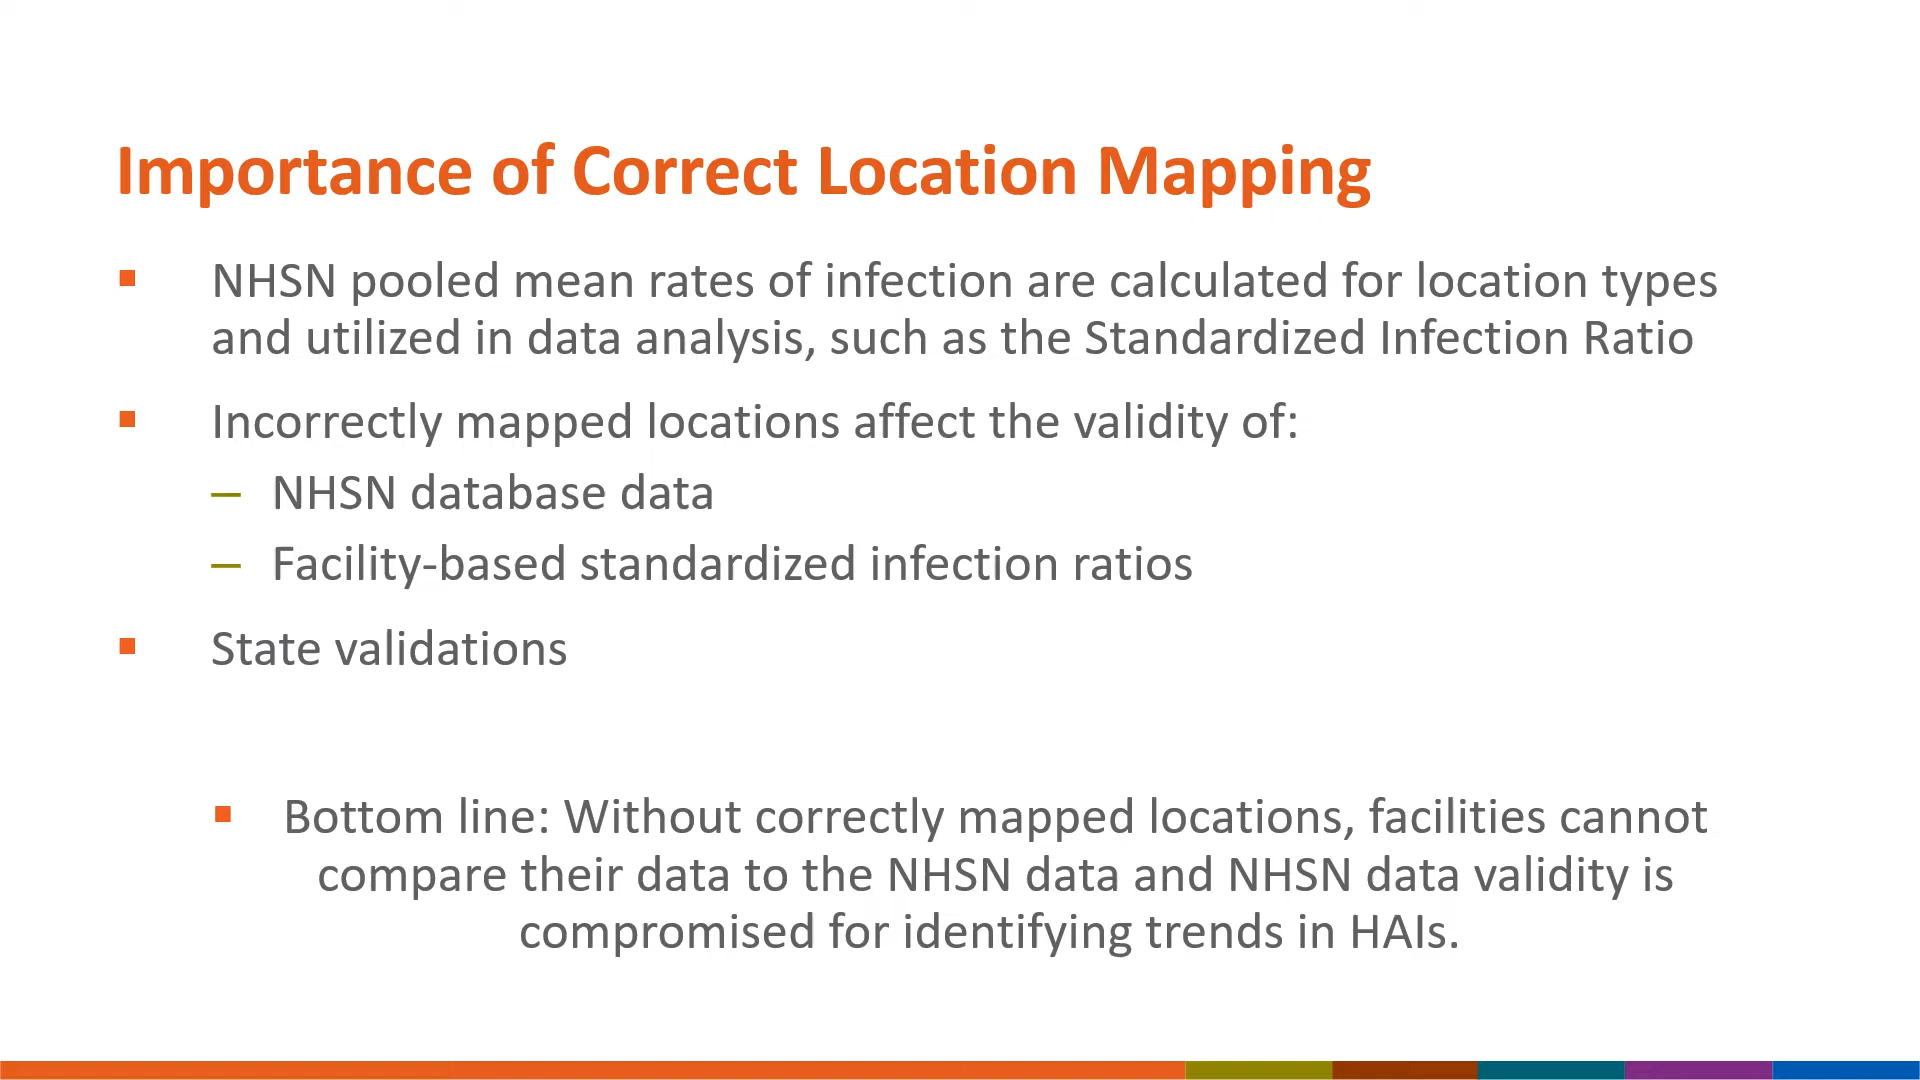 Importance of Correct Location Mapping
▪ NHSN pooled mean rates of infection are calculated for location types
and utilized in data analysis, such as the Standardized Infection Ratio
▪ Incorrectly mapped locations affect the validity of:
– NHSN database data
– Facility-based standardized infection ratios
▪ State validations
▪ Bottom line: Without correctly mapped locations, facilities cannot
compare their data to the NHSN data and NHSN data validity is
compromised for identifying trends in HAIs.